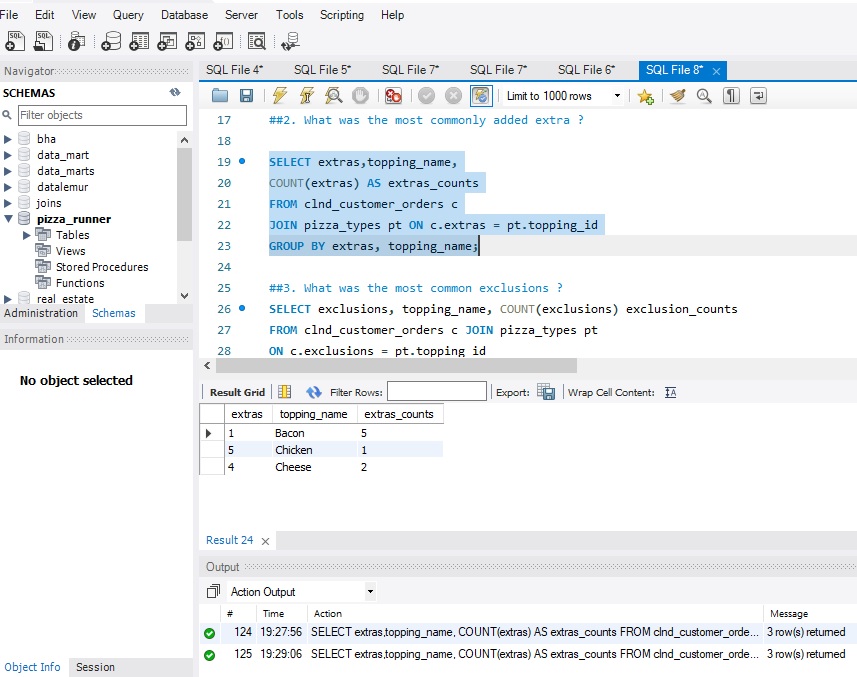 File Edit View Query Database Server Tools Scripting Help
Navigator
SCHEMAS
Filter objects
bha
data_mart
data_marts
datalemur
joins
pizza_runner
Tables
Views
Stored Procedures
Functions
real_estate
Administration Schemas
Information
No object selected
Object Info Session
SQL File 4* SQL File 5* SQL File 7* SQL File 7* SQL File 6* SQL File 8*
Limit to 1000 rows
17 ##2. What was the most commonly added extra ?
18
19 SELECT extras,topping_name,
20 COUNT(extras) AS extras_counts
21 FROM clnd_customer_orders c
22 JOIN pizza_types pt ON c.extras = pt.topping_id
23 GROUP BY extras, topping_name;
24
25 ##3. What was the most common exclusions ?
26 SELECT exclusions, topping_name, COUNT(exclusions) exclusion_counts
27 FROM clnd_customer_orders c JOIN pizza_types pt
28 ON c.exclusions = pt.topping_id
Result Grid Filter Rows: Export: Wrap Cell Content:
extras topping_name extras_counts
1 Bacon 5
5 Chicken 1
4 Cheese 2
Result 24
Output
Action Output
# Time Action Message
124 19:27:56 SELECT extras,topping_name, COUNT(extras) AS extras_counts FROM clnd_customer_orde... 3 row(s) returned
125 19:29:06 SELECT extras,topping_name, COUNT(extras) AS extras_counts FROM clnd_customer_orde... 3 row(s) returned